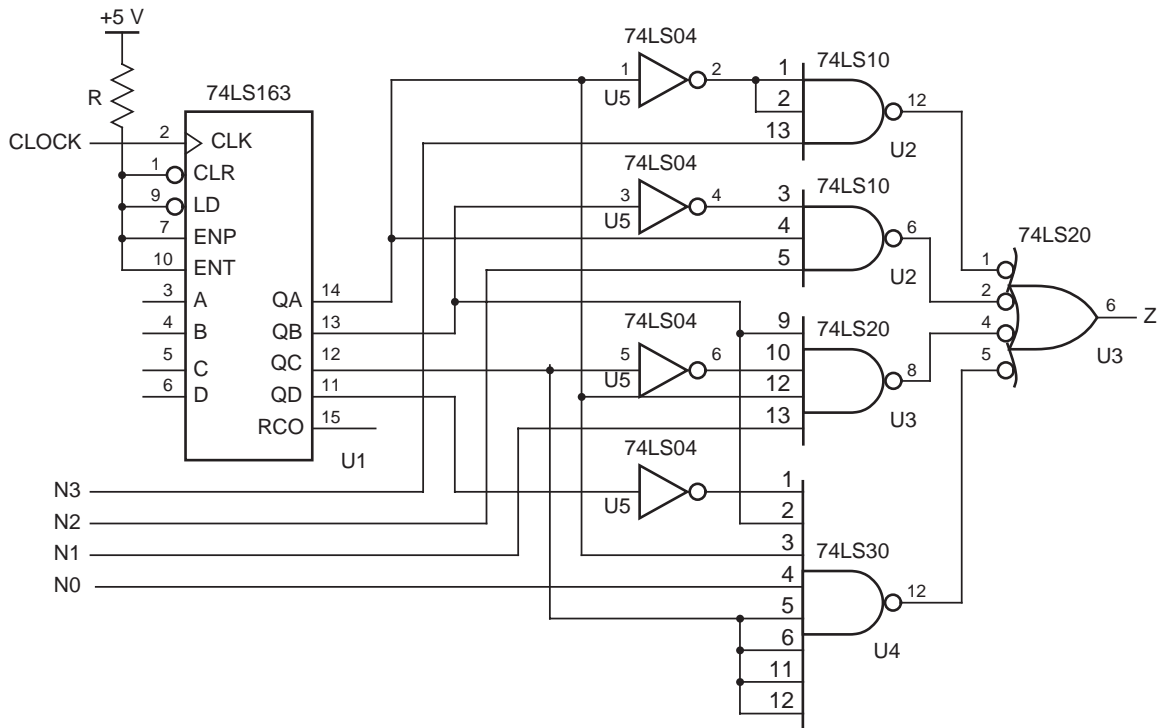 +5 V
R
74LS163
CLOCK
2
CLK
1
CLR
9
LD
7
ENP
10
ENT
3
A
QA
14
4
B
QB
13
5
C
QC
12
6
D
QD
11
RCO
15
U1
N3
N2
N1
N0
74LS04
1
2
U5
74LS04
3
4
U5
74LS04
5
6
U5
74LS04
U5
74LS10
1
2
13
12
U2
74LS10
3
4
5
6
U2
74LS20
9
10
12
13
8
U3
74LS30
1
2
3
4
5
6
11
12
12
U4
74LS20
1
2
4
5
6
Z
U3